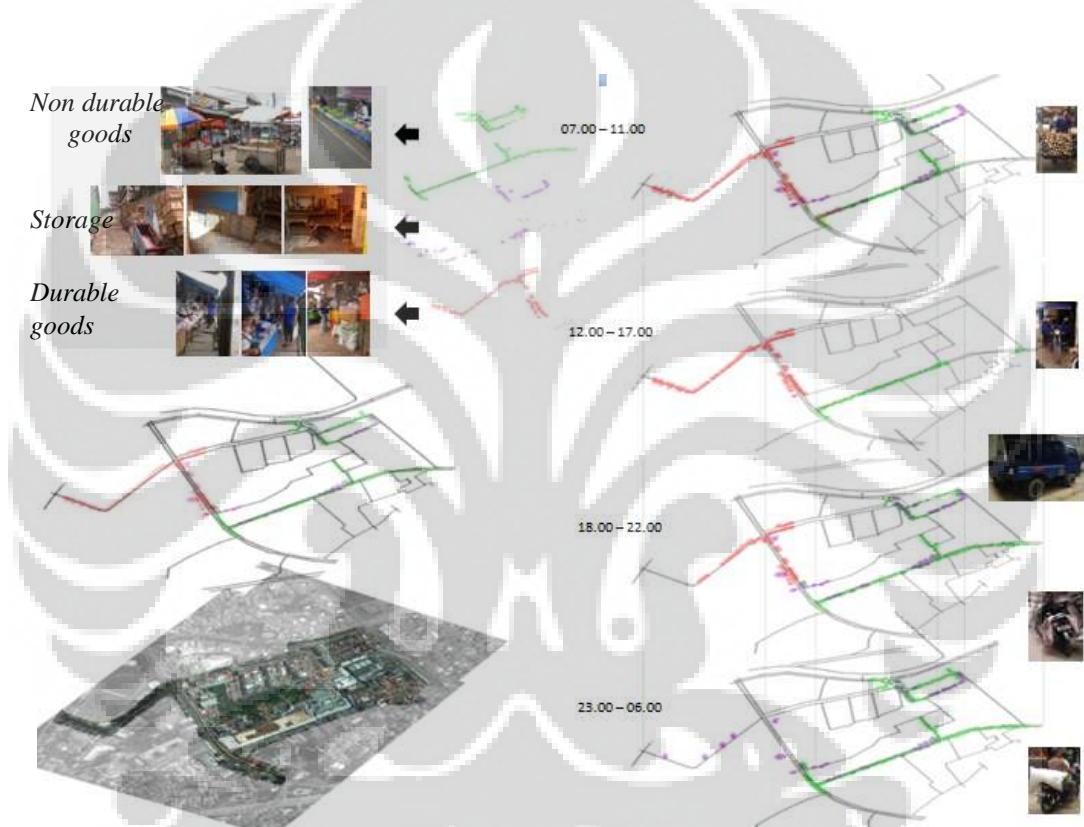 Non durable
goods
Storage
Durable
goods
07.00 – 11.00
12.00 – 17.00
18.00 – 22.00
23.00 – 06.00